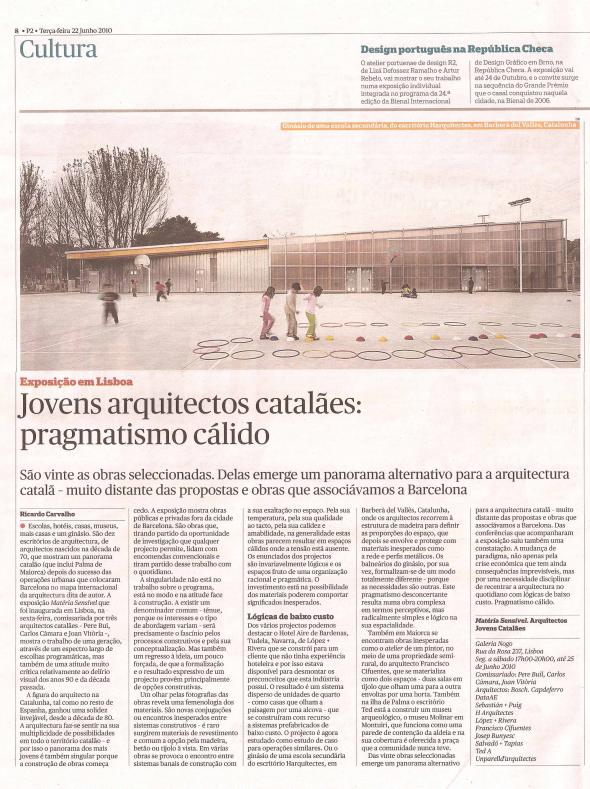 8 • P2 • Terça-feira 22 Junho 2010
Cultura
Design português na República Checa
O atelier portuense de design R2,
de Lizá Defossez Ramalho e Artur
Rebelo, vai mostrar o seu trabalho
numa exposição individual
integrada no programa da 24.ª
edição da Bienal Internacional
de Design Gráfico em Brno, na
República Checa. A exposição vai
até 24 de Outubro, e o convite surge
na sequência do Grande Prémio
que o casal conquistou naquela
cidade, na Bienal de 2006.
Ginásio de uma escola secundária, do escritório Harquitectes, em Barberà del Vallès, Catalunha
Exposição em Lisboa
Jovens arquitectos catalães:
pragmatismo cálido
São vinte as obras seleccionadas. Delas emerge um panorama alternativo para a arquitectura
catalã - muito distante das propostas e obras que associávamos a Barcelona
Ricardo Carvalho
● Escolas, hotéis, casas, museus,
mais casas e um ginásio. São dez
escritórios de arquitectura, de
arquitectos nascidos na década de
70, que mostram um panorama
catalão (que inclui Palma de
Maiorca) depois do sucesso das
operações urbanas que colocaram
Barcelona no mapa internacional
da arquitectura dita de autor. A
exposição Matéria Sensível que
foi inaugurada em Lisboa, na
sexta-feira, comissariada por três
arquitectos catalães - Pere Buil,
Carlos Câmara e Joan Vitòria -,
mostra o trabalho de uma geração,
através de um espectro largo de
escolhas programáticas, mas
também de uma atitude muito
crítica relativamente ao delírio
visual dos anos 90 e da década
passada.
A figura do arquitecto na
Catalunha, tal como no resto de
Espanha, ganhou uma solidez
invejável, desde a década de 80.
A arquitectura faz-se sentir na sua
multiplicidade de possibilidades
em todo o território catalão - e
por isso o panorama dos mais
jovens é também singular porque
a construção de obras começa
cedo. A exposição mostra obras
públicas e privadas fora da cidade
de Barcelona. São obras que,
tirando partido da oportunidade
de investigação que qualquer
projecto permite, lidam com
encomendas convencionais e
tiram partido desse trabalho com
o quotidiano.
A singularidade não está no
trabalho sobre o programa,
está no modo e na atitude face
à construção. A existir um
denominador comum - ténue,
porque os interesses e o tipo
de abordagem variam - será
precisamente o fascínio pelos
processos construtivos e pela sua
conceptualização. Mas também
um regresso à ideia, um pouco
forçada, de que a formalização
e o resultado expressivo de um
projecto provêm principalmente
de opções construtivas.
Um olhar pelas fotografias das
obras revela uma fenomenologia dos
materiais. São novas conjugações
ou encontros inesperados entre
sistemas construtivos - é raro
surgirem materiais de revestimento
e comum a opção pela madeira,
betão ou tijolo à vista. Em várias
obras se provoca o encontro entre
sistemas banais de construção com
a sua exaltação no espaço. Pela sua
temperatura, pela sua qualidade
ao tacto, pela sua calidez e
amabilidade, na generalidade estas
obras parecem resultar em espaços
cálidos onde a tensão está ausente.
Os enunciados dos projectos
são invariavelmente lógicos e os
espaços fruto de uma organização
racional e pragmática. O
investimento está na possibilidade
dos materiais poderem comportar
significados inesperados.
Lógicas de baixo custo
Dos vários projectos podemos
destacar o Hotel Aire de Bardenas,
Tudela, Navarra, de López +
Rivera que se constrói para um
cliente que não tinha experiência
hoteleira e por isso estava
disponível para desmontar os
preconceitos que esta indústria
possui. O resultado é um sistema
disperso de unidades de quarto
- como casas que olham a
paisagem por uma alcova - que
se construíram com recurso
a sistemas prefabricados de
baixo custo. O projecto é agora
estudado como estudo de caso
para operações similares. Ou o
ginásio de uma escola secundária
do escritório Harquitectes, em
Barberà del Vallès, Catalunha,
onde os arquitectos recorrem à
estrutura de madeira para definir
as proporções do espaço, que
depois se envolve e protege com
materiais inesperados como
a rede e perfis metálicos. Os
balneários do ginásio, por sua
vez, formalizam-se de um modo
totalmente diferente - porque
as necessidades são outras. Este
pragmatismo desconcertante
resulta numa obra complexa
em termos perceptivos, mas
radicalmente simples e lógica na
sua espacialidade.
Também em Maiorca se
encontram obras inesperadas
como o atelier de um pintor, no
meio de uma propriedade semi-
rural, do arquitecto Francisco
Cifuentes, que se materializa
como dois espaços - duas salas em
tijolo que olham uma para a outra
envoltas por uma horta. Também
na ilha de Palma o escritório
Ted está a construir um museu
arqueológico, o museu Molinar em
Montuiri, que funciona como uma
parede de contenção da aldeia e na
sua cobertura é oferecida a praça
que a comunidade nunca teve.
Das vinte obras seleccionadas
emerge um panorama alternativo
para a arquitectura catalã - muito
distante das propostas e obras que
associávamos a Barcelona. Das
conferências que acompanharam
a exposição saiu também uma
constatação. A mudança de
paradigma, não apenas pela
crise económica que tem ainda
consequências imprevisíveis, mas
por uma necessidade disciplinar
de recentrar a arquitectura no
quotidiano com lógicas de baixo
custo. Pragmatismo cálido.
Matéria Sensível. Arquitectos
Jovens Catalães
Galeria Nogo
Rua da Rosa 237, Lisboa
Seg. a sábado 17h00-20h00, até 25
de Junho 2010
Comissariado: Pere Buil, Carlos
Câmara, Joan Vitòria
Arquitectos: Bosch. Capdeferro
DataAE
Sebastián + Puig
H Arquitectes
López + Rivera
Francisco Cifuentes
Josep Bunyesc
Salvadó + Tapias
Ted A
Unparelld'arquitectes